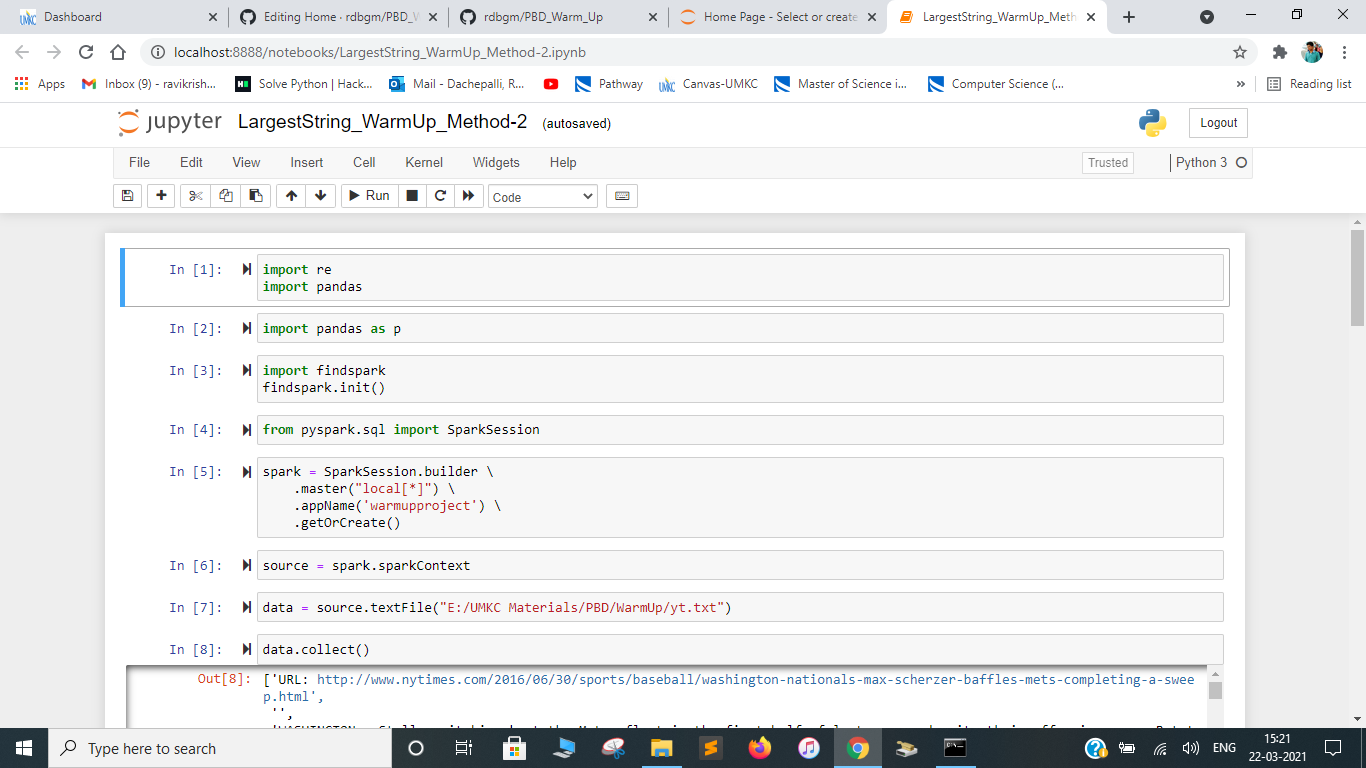 Dashboard
Editing Home · rdbgm/PBD_W
rdbgm/PBD_Warm_Up
Home Page - Select or create
LargestString_WarmUp_Meth
localhost:8888/notebooks/LargestString_WarmUp_Method-2.ipynb
Apps
Inbox (9) - ravikrish...
Solve Python | Hack...
Mail - Dachepalli, R...
Pathway
Canvas-UMKC
Master of Science i...
Computer Science (...
»
Reading list
jupyter LargestString_WarmUp_Method-2 (autosaved)
Logout
File Edit View Insert Cell Kernel Widgets Help
Trusted
Python 3
Run
Code
In [1]:
import re
import pandas
In [2]:
import pandas as p
In [3]:
import findspark
findspark.init()
In [4]:
from pyspark.sql import SparkSession
In [5]:
spark = SparkSession.builder \
.master("local[*]") \
.appName('warmupproject') \
.getOrCreate()
In [6]:
source = spark.sparkContext
In [7]:
data = source.textFile("E:/UMKC Materials/PBD/WarmUp/yt.txt")
In [8]:
data.collect()
Out[8]:
['URL: http://www.nytimes.com/2016/06/30/sports/baseball/washington-nationals-max-scherzer-baffles-mets-completing-a-swee
p.html',
'',
Type here to search
ENG
15:21
22-03-2021